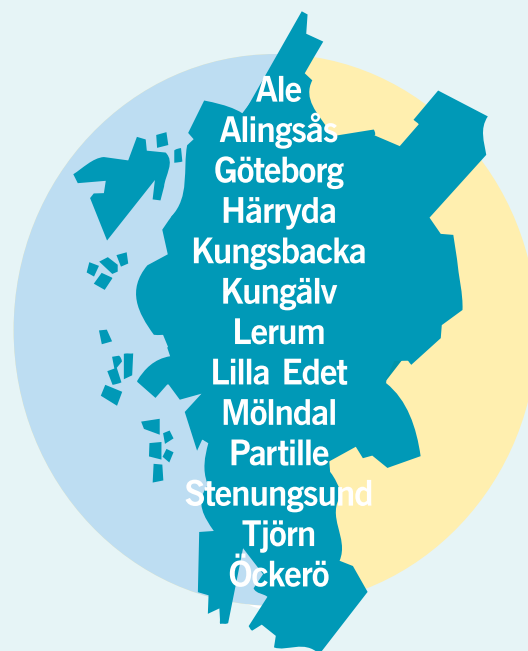 Ale
Alingsås
Göteborg
Härryda
Kungsbacka
Kungälv
Lerum
Lilla Edet
Mölndal
Partille
Stenungsund
Tjörn
Öckerö